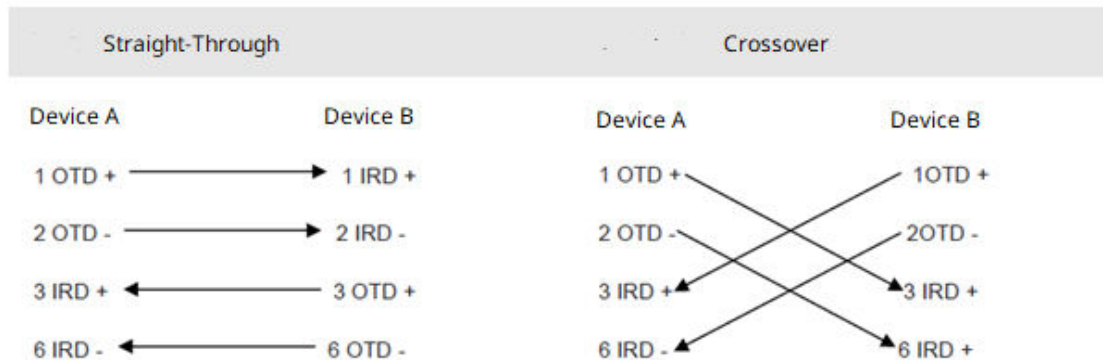 Straight-Through
Crossover
Device A
Device B
1 OTD +
1 IRD +
2 OTD -
2 IRD -
3 IRD +
3 OTD +
6 IRD -
6 OTD -
Device A
Device B
1 OTD +
1OTD +
2 OTD -
2OTD -
3 IRD +
3 IRD +
6 IRD -
6 IRD +